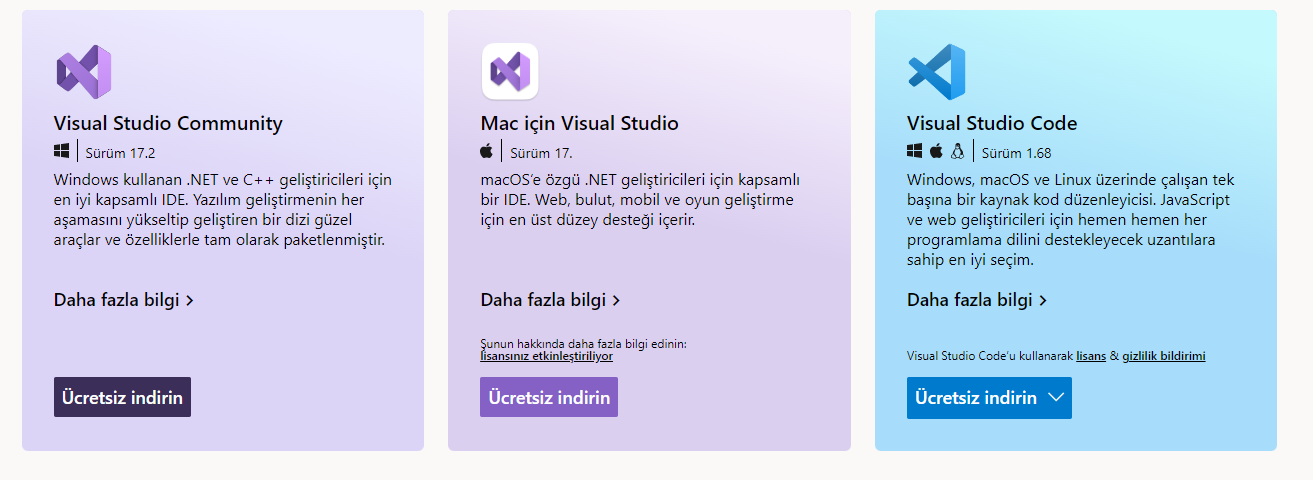 Visual Studio Community
Sürüm 17.2
Windows kullanan .NET ve C++ geliştiricileri için
en iyi kapsamlı IDE. Yazılım geliştirmenin her
aşamasını yükseltip geliştiren bir dizi güzel
araçlar ve özelliklerle tam olarak paketlenmiştir.
Daha fazla bilgi
Ücretsiz indirin
Mac için Visual Studio
Sürüm 17.
macOS'e özgü .NET geliştiricileri için kapsamlı
bir IDE. Web, bulut, mobil ve oyun geliştirme
için en üst düzey desteği içerir.
Daha fazla bilgi
Şunun hakkında daha fazla bilgi edinin:
lisansınız etkinleştiriliyor
Ücretsiz indirin
Visual Studio Code
Sürüm 1.68
Windows, macOS ve Linux üzerinde çalışan tek
başına bir kaynak kod düzenleyicisi. JavaScript
ve web geliştiricileri için hemen hemen her
programlama dilini destekleyecek uzantılara
sahip en iyi seçim.
Daha fazla bilgi
Visual Studio Code'u kullanarak lisans & gizlilik bildirimi
Ücretsiz indirin